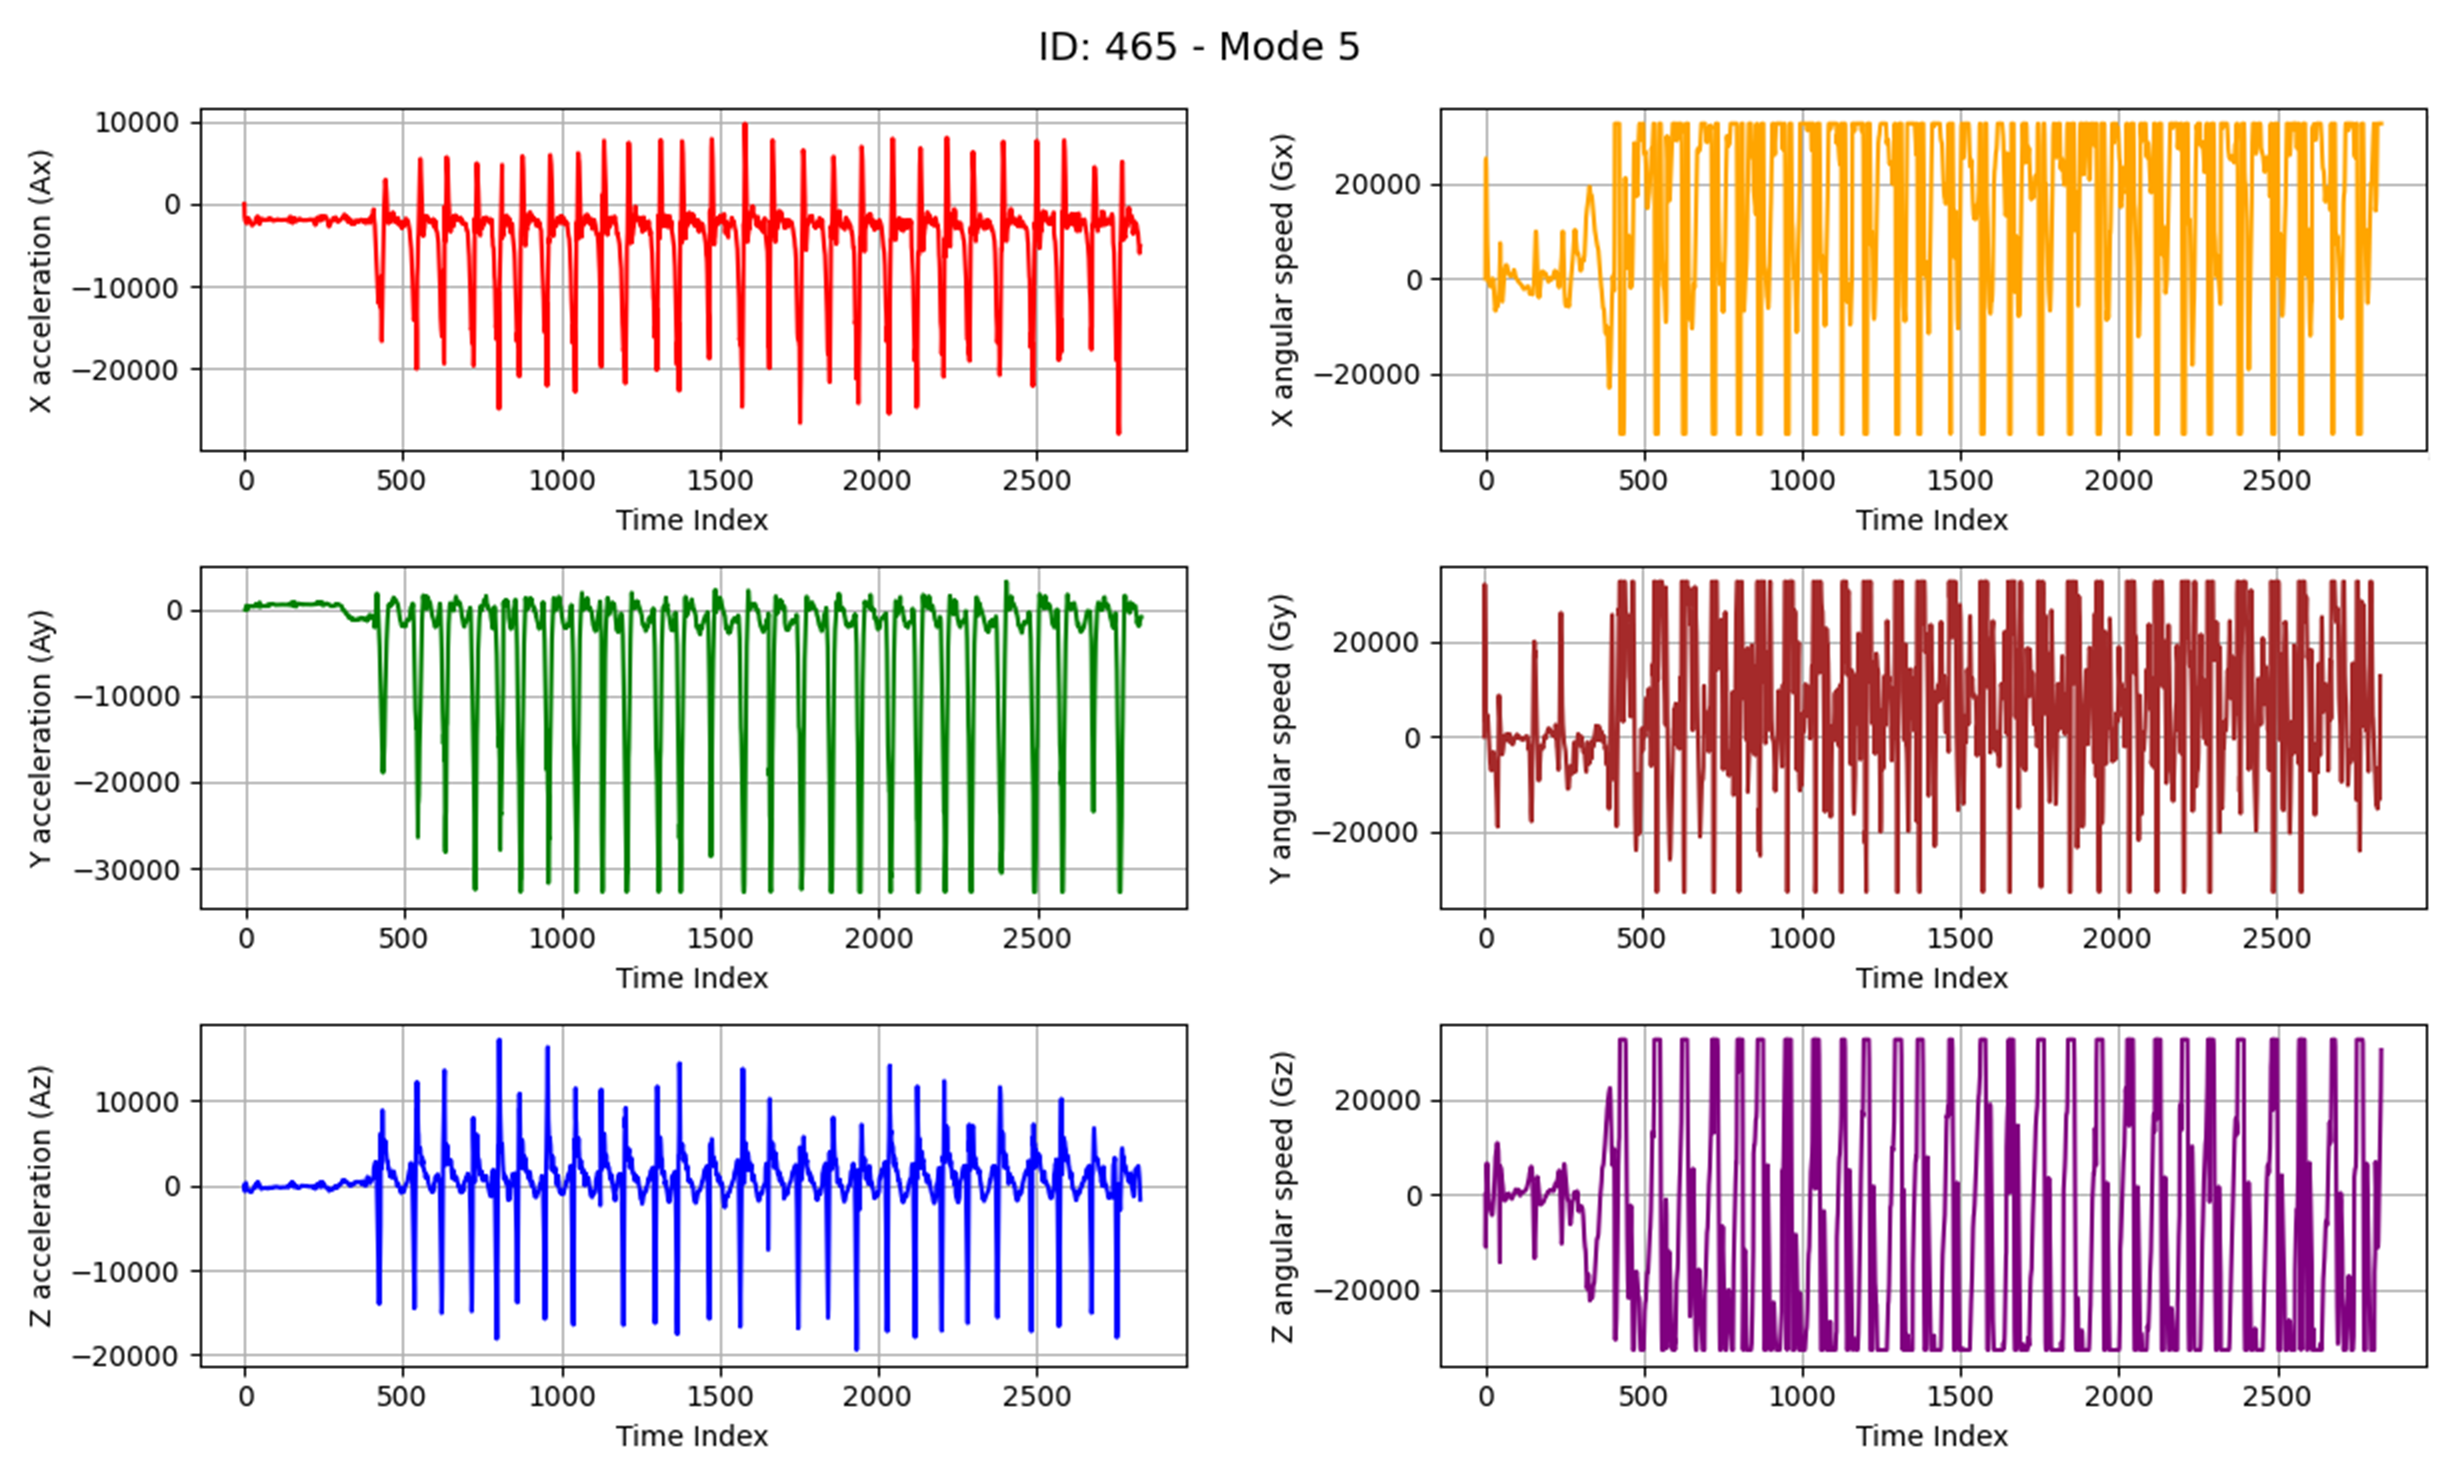 ID: 465 - Mode 5
X acceleration (Ax)
10000
0
−10000
−20000
0 500 1000 1500 2000 2500
Time Index
X angular speed (Gx)
20000
0
−20000
0 500 1000 1500 2000 2500
Time Index
Y acceleration (Ay)
0
−10000
−20000
−30000
0 500 1000 1500 2000 2500
Time Index
Y angular speed (Gy)
20000
0
−20000
0 500 1000 1500 2000 2500
Time Index
Z acceleration (Az)
10000
0
−10000
−20000
0 500 1000 1500 2000 2500
Time Index
Z angular speed (Gz)
20000
0
−20000
0 500 1000 1500 2000 2500
Time Index